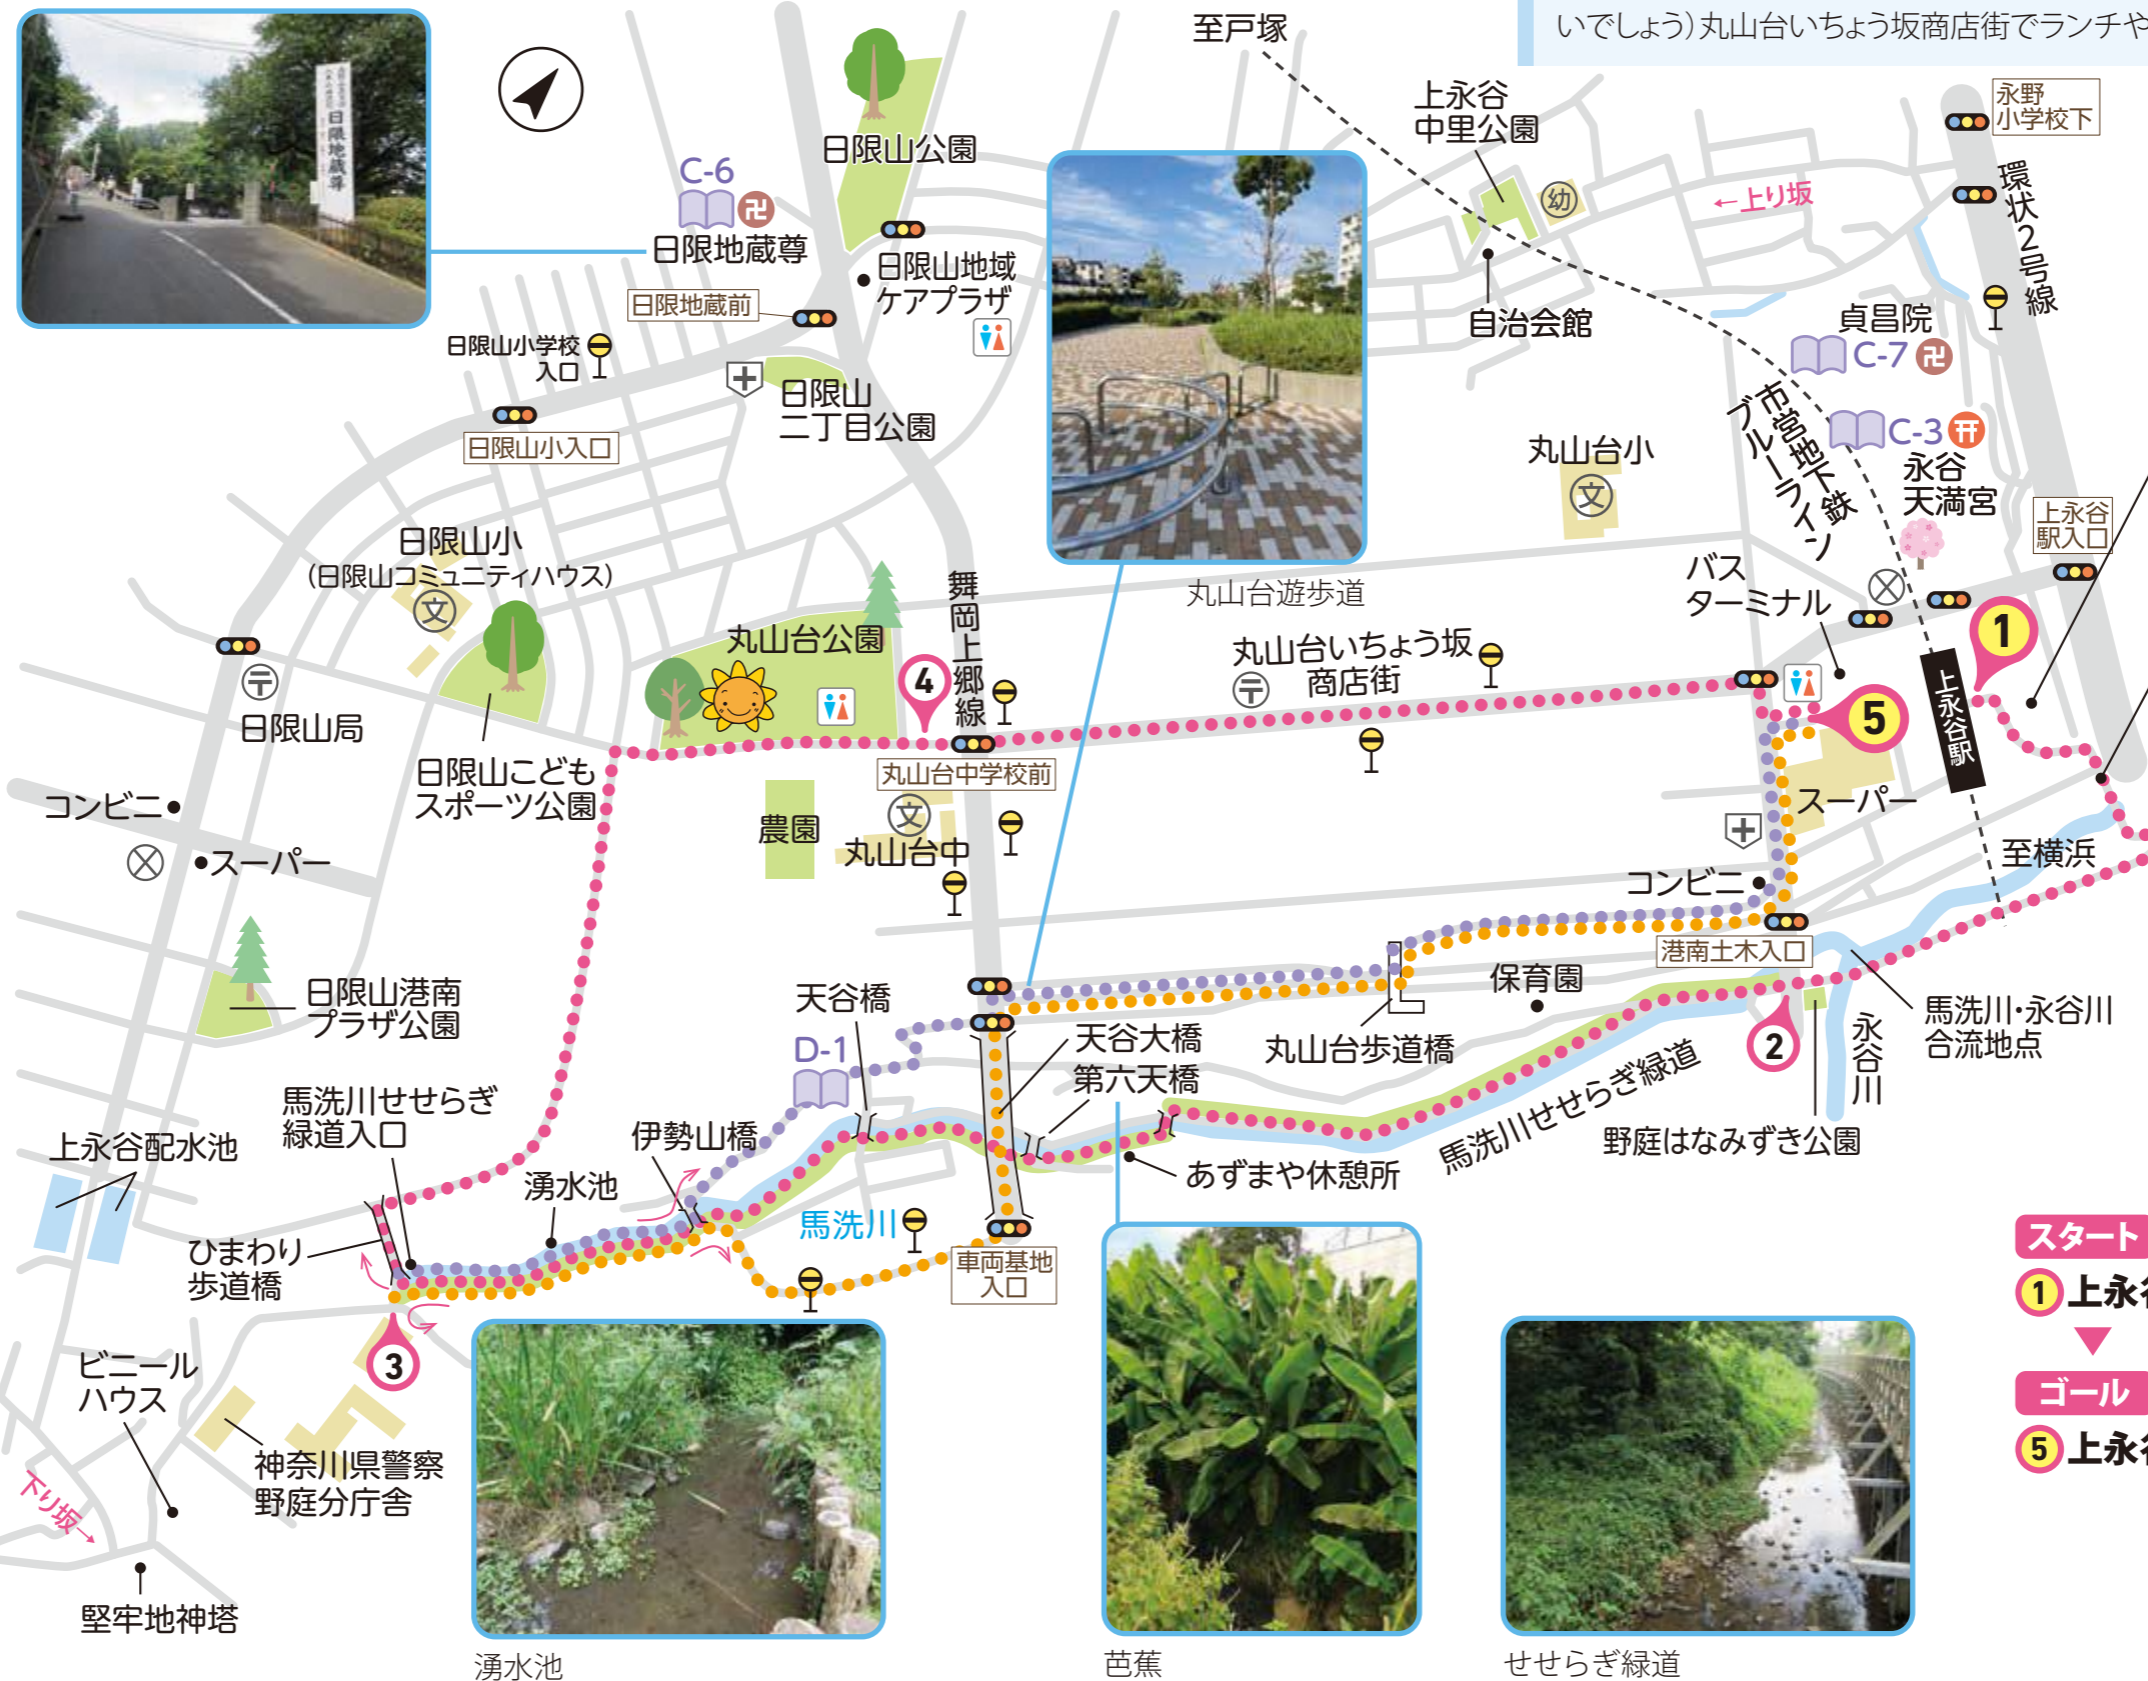 いでしょう）丸山台いちょう坂商店街でランチや
至戸塚
上永谷
中里公園
永野
小学校下
日限山公園
C-6
日限地蔵尊
日限地蔵尊
日限山地域
ケアプラザ
日限地蔵前
日限山小学校
入口
日限山
二丁目公園
日限山小入口
幼
←上り坂
環状2号線
自治会館
貞昌院
C-7
市営地下鉄
ブルーライン
C-3
永谷
天満宮
丸山台小
文
上永谷
駅入口
日限山小
（日限山コミュニティハウス）
文
丸山台遊歩道
バス
ターミナル
舞岡上郷線
丸山台公園
4
丸山台いちょう坂
商店街
1
5
上永谷駅
日限山局
日限山こども
スポーツ公園
丸山台中学校前
文
農園
丸山台中
スーパー
コンビニ
スーパー
至横浜
コンビニ
港南土木入口
日限山港南
プラザ公園
天谷橋
保育園
D-1
天谷大橋
第六天橋
丸山台歩道橋
2
永谷川
馬洗川・永谷川
合流地点
馬洗川せせらぎ
緑道入口
上永谷配水池
伊勢山橋
湧水池
あずまや休憩所
馬洗川せせらぎ緑道
野庭はなみずき公園
馬洗川
ひまわり
歩道橋
車両基地
入口
3
ビニール
ハウス
神奈川県警察
野庭分庁舎
下り坂→
堅牢地神塔
湧水池
芭蕉
せせらぎ緑道
スタート
1 上永谷
ゴール
5 上永谷